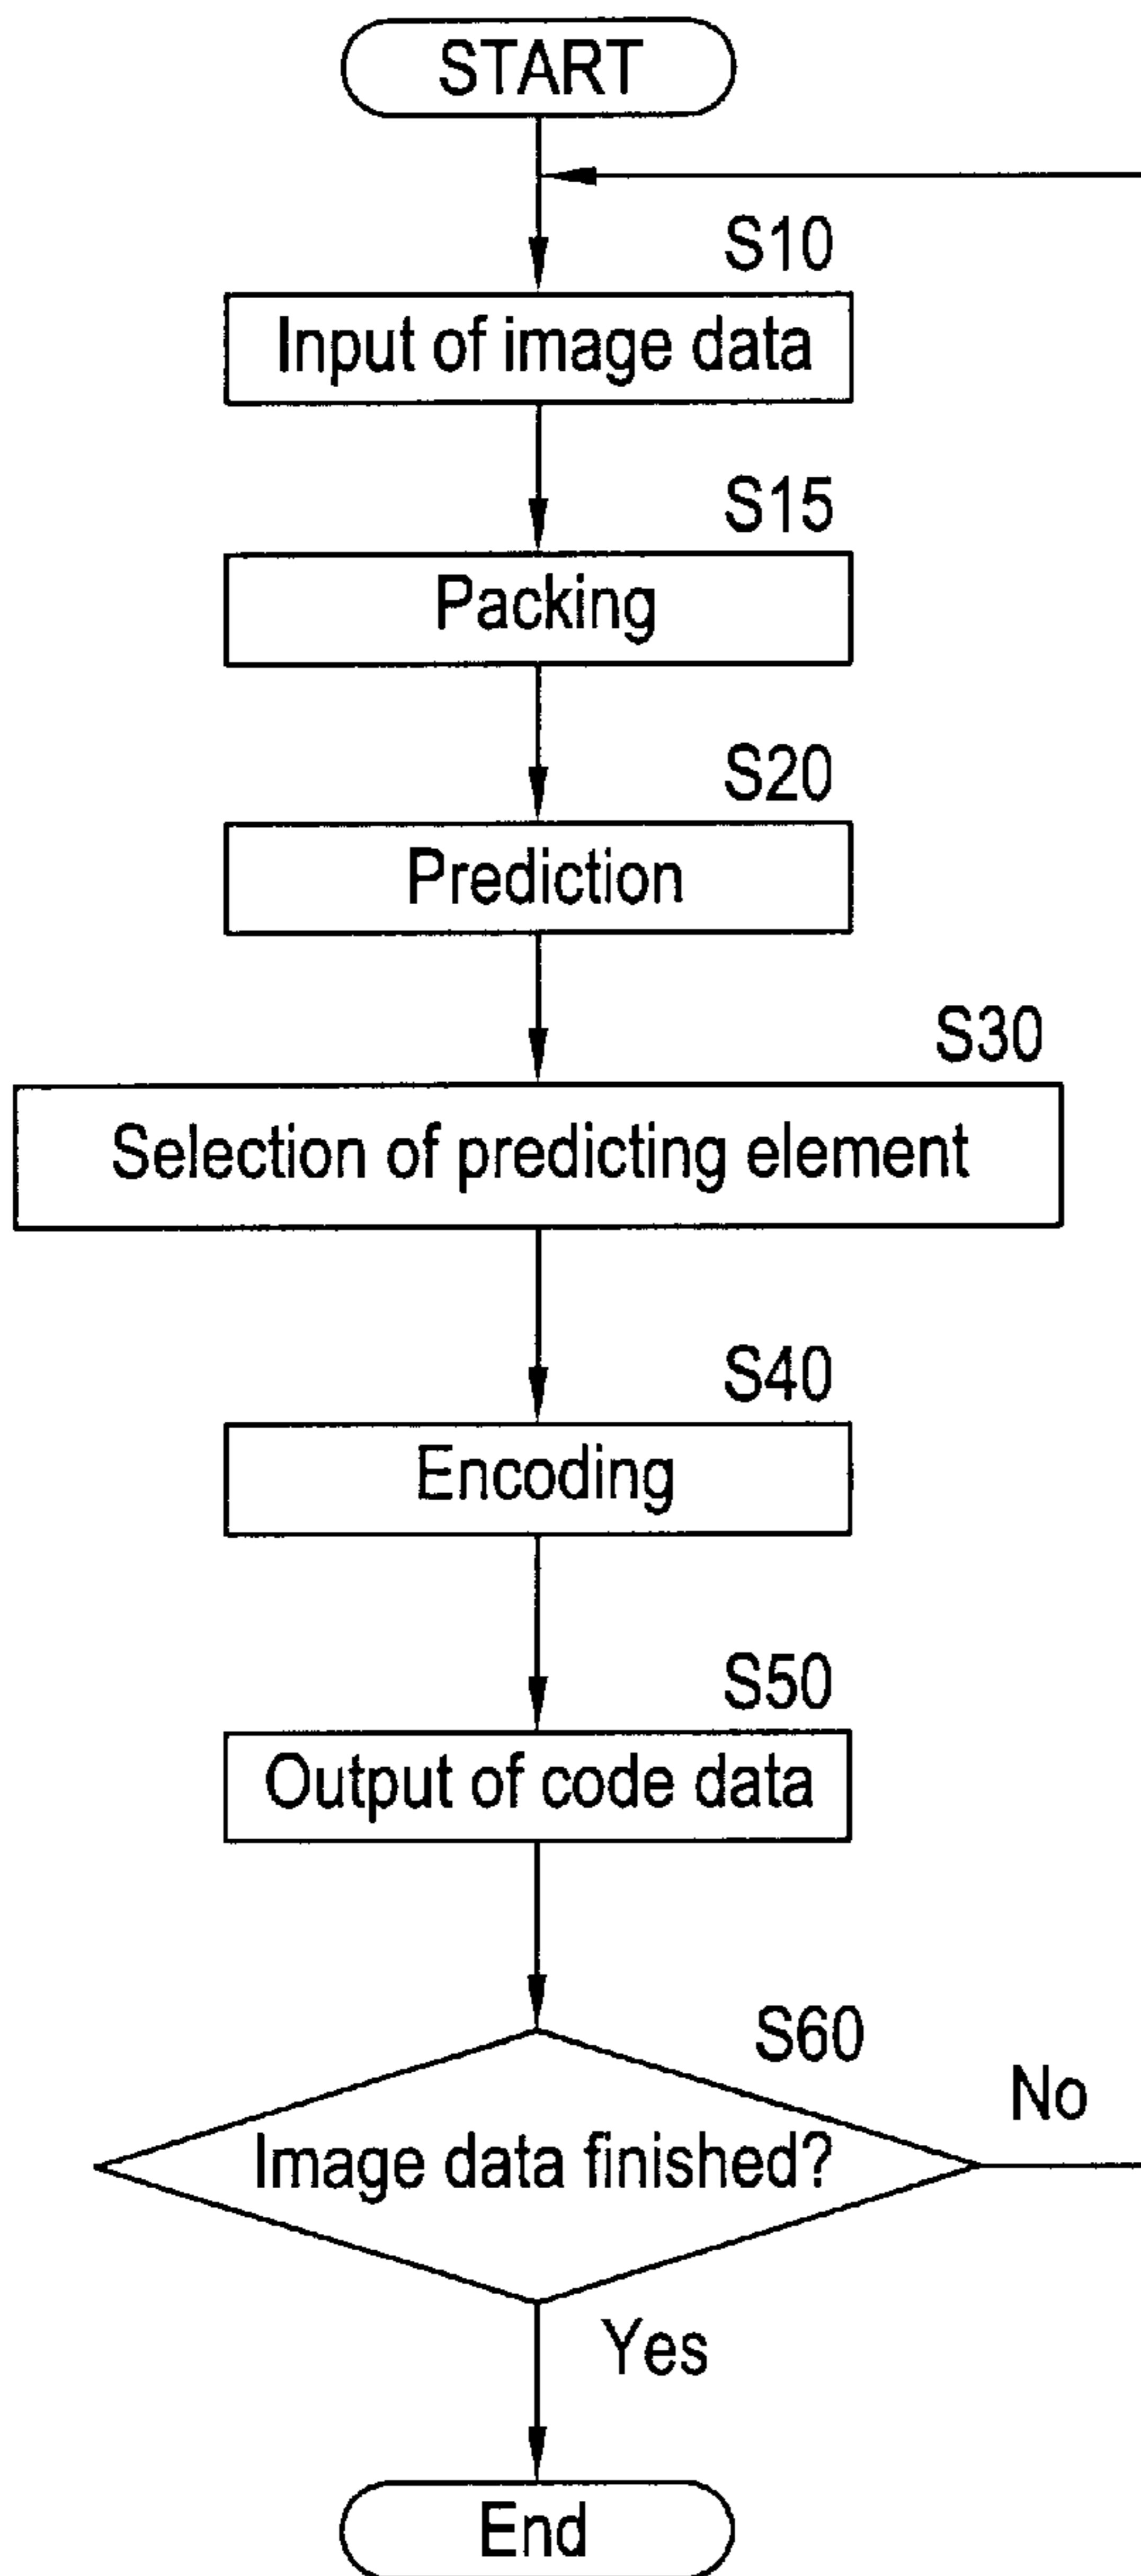 START
S10
Input of image data
S15
Packing
S20
Prediction
S30
Selection of predicting element
S40
Encoding
S50
Output of code data
S60
No
Image data finished?
Yes
End